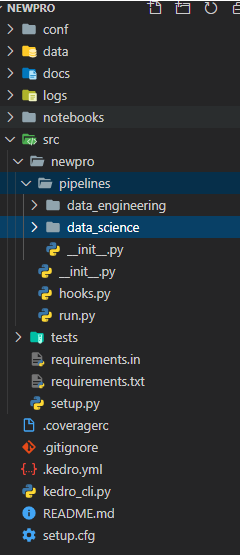 NEWPRO
conf
data
docs
logs
notebooks
src
newpro
pipelines
data_engineering
data_science
__init__.py
__init__.py
hooks.py
run.py
tests
requirements.in
requirements.txt
setup.py
.coveragerc
.gitignore
.kedro.yml
kedro_cli.py
README.md
setup.cfg